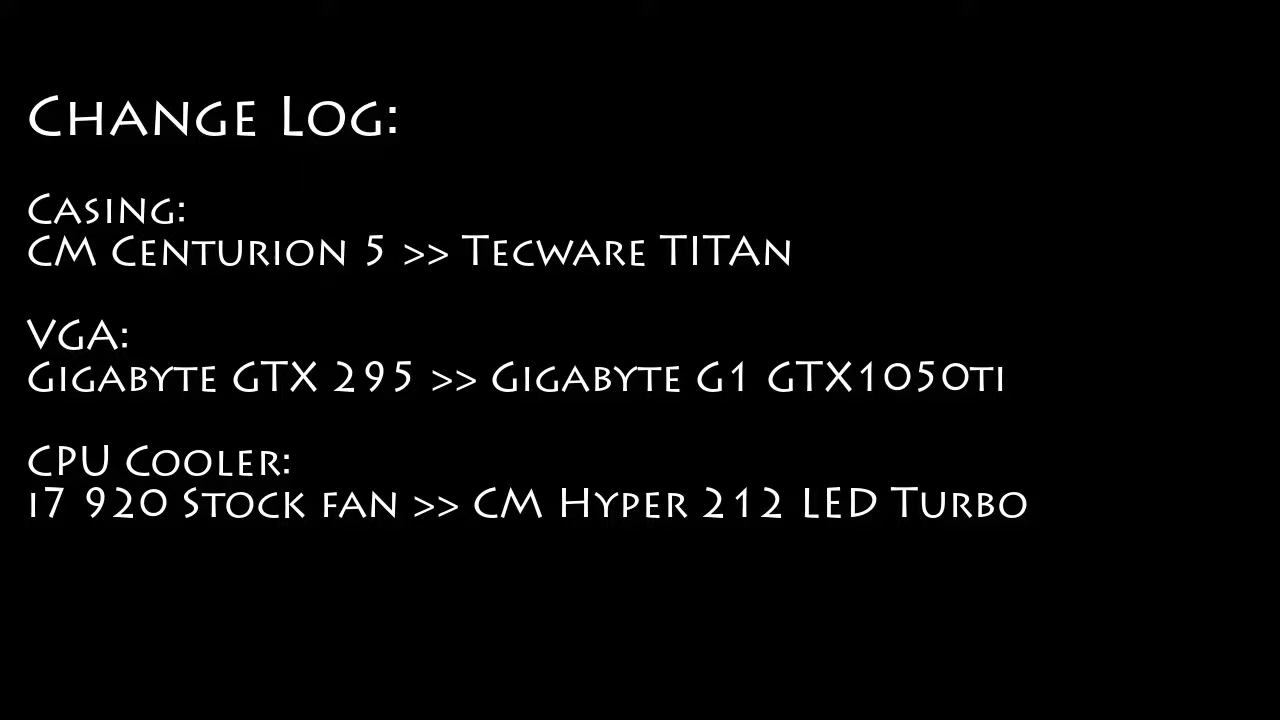 Change Log:
Casing:
CM Centurion 5 >> Tecware TITAn
VGA:
Gigabyte GTX 295 >> Gigabyte G1 GTX1050ti
CPU Cooler:
i7 920 Stock fan >> CM Hyper 212 LED Turbo